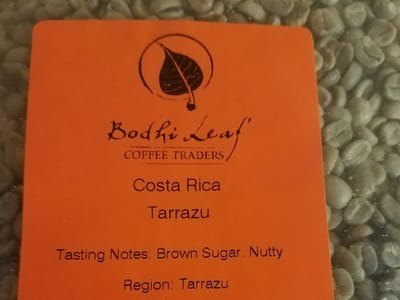 Bodhi Leaf
COFFEE TRADERS
Costa Rica
Tarrazu
Tasting Notes: Brown Sugar, Nutty
Region: Tarrazu